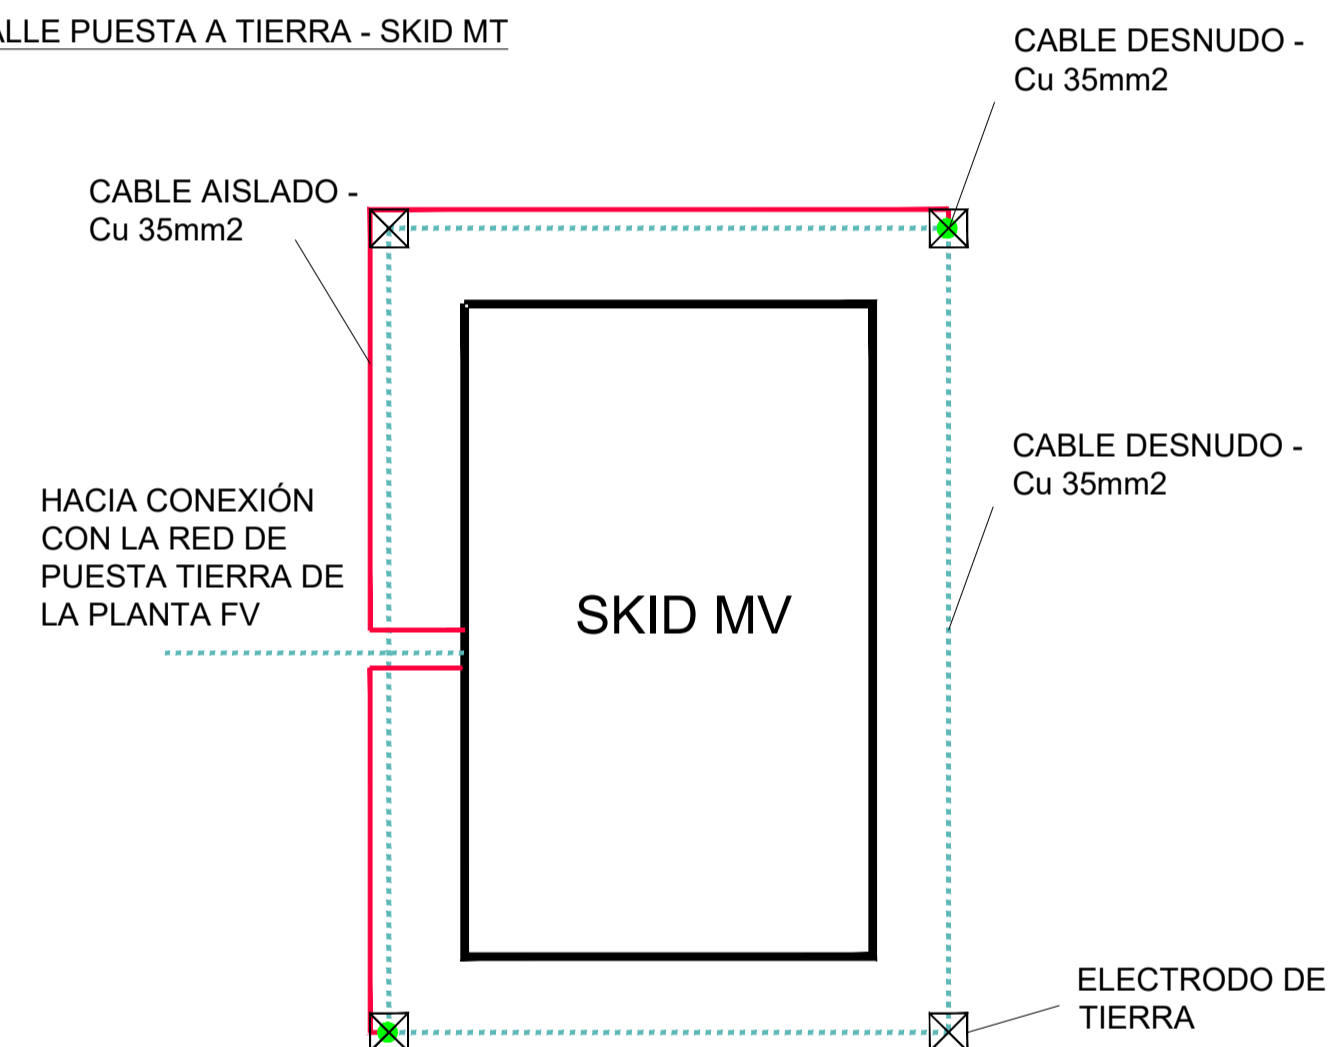 ALLE PUESTA A TIERRA - SKID MT
CABLE DESNUDO -
Cu 35mm2
CABLE AISLADO -
Cu 35mm2
CABLE DESNUDO -
Cu 35mm2
HACIA CONEXIÓN
CON LA RED DE
PUESTA TIERRA DE
LA PLANTA FV
SKID MV
ELECTRODO DE
TIERRA